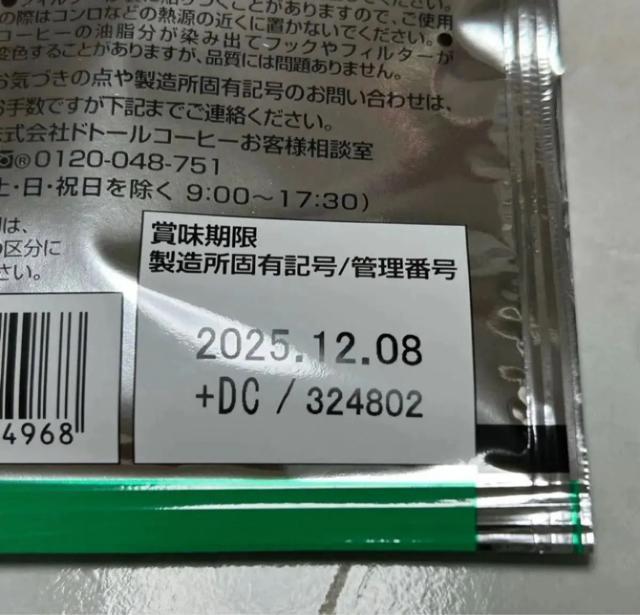 の際はコンロなどの熱源の近くに置かないでください。●
コーヒーの油脂分が染み出てフックやフィルターが
変色することがありますが、品質には問題ありません。
お気づきの点や製造所固有記号のお問い合わせは、
お手数ですが下記までご連絡ください。
株式会社ドトールコーヒーお客様相談室
® 0120-048-751
土・日・祝日を除く 9:00〜17:30)
は、
区分に
さい。
賞味期限
製造所固有記号/管理番号
2025.12.08
+DC / 324802
4968